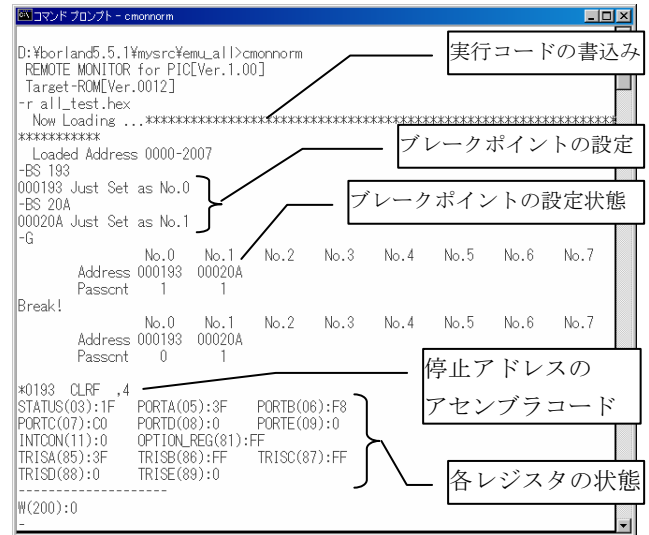 コマンド プロンプト - cmonnorm
D:¥borland5.5.1¥mysrc¥emu_all>cmonnorm
REMOTE MONITOR for PIC[Ver.1.00]
Target-ROM[Ver.0012]
-r all_test.hex
Now Loading ...*****************************************************
***********
Loaded Address 0000-2007
-BS 193
000193 Just Set as No.0
-BS 20A
00020A Just Set as No.1
-G
No.0 No.1 No.2 No.3 No.4 No.5 No.6 No.7
Address 000193 00020A
Passcnt 1 1
Break!
No.0 No.1 No.2 No.3 No.4 No.5 No.6 No.7
Address 000193 00020A
Passcnt 0 1
*0193 CLRF ,4
STATUS(03):1F PORTA(05):3F PORTB(06):F8
PORTC(07):C0 PORTD(08):0 PORTE(09):0
INTCON(11):0 OPTION_REG(81):FF
TRISA(85):3F TRISB(86):FF TRISC(87):FF
TRISD(88):0 TRISE(89):0
-------------------
W(200):0
-
実行コードの書込み
ブレークポイントの設定
ブレークポイントの設定状態
停止アドレスの
アセンブラコード
各レジスタの状態